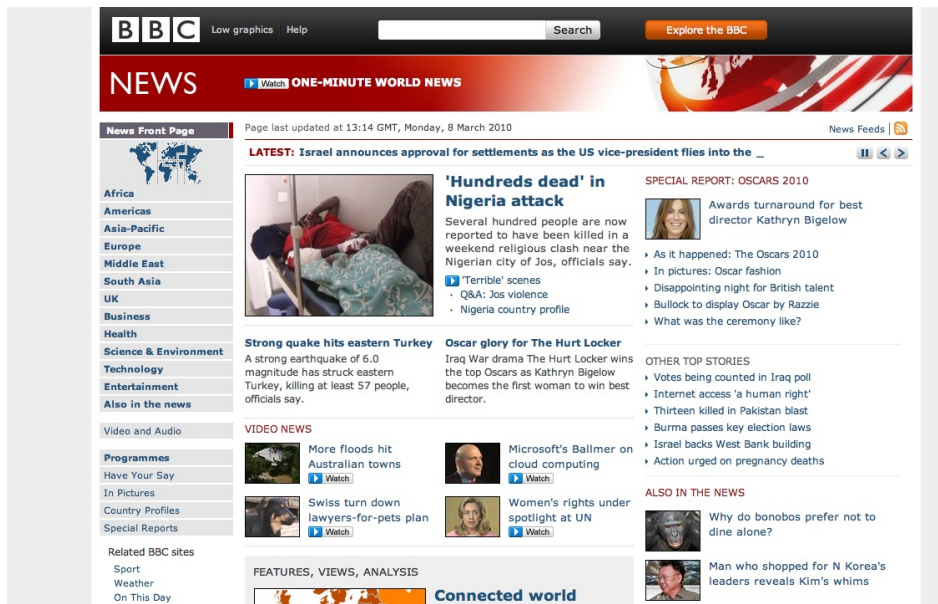 BBC Low graphics Help Search Explore the BBC
NEWS Watch ONE-MINUTE WORLD NEWS
News Front Page
Africa
Americas
Asia-Pacific
Europe
Middle East
South Asia
UK
Business
Health
Science & Environment
Technology
Entertainment
Also in the news
Video and Audio
Programmes
Have Your Say
In Pictures
Country Profiles
Special Reports
Related BBC sites
Sport
Weather
On This Day
Page last updated at 13:14 GMT, Monday, 8 March 2010
News Feeds
LATEST: Israel announces approval for settlements as the US vice-president flies into the _
'Hundreds dead' in
Nigeria attack
Several hundred people are now
reported to have been killed in a
weekend religious clash near the
Nigerian city of Jos, officials say.
'Terrible' scenes
Q&A: Jos violence
Nigeria country profile
Strong quake hits eastern Turkey
A strong earthquake of 6.0
magnitude has struck eastern
Turkey, killing at least 57 people,
officials say.
Oscar glory for The Hurt Locker
Iraq War drama The Hurt Locker wins
the top Oscars as Kathryn Bigelow
becomes the first woman to win best
director.
VIDEO NEWS
More floods hit
Australian towns
Watch
Microsoft's Ballmer on
cloud computing
Watch
Swiss turn down
lawyers-for-pets plan
Watch
Women's rights under
spotlight at UN
Watch
FEATURES, VIEWS, ANALYSIS
Connected world
SPECIAL REPORT: OSCARS 2010
Awards turnaround for best
director Kathryn Bigelow
As it happened: The Oscars 2010
In pictures: Oscar fashion
Disappointing night for British talent
Bullock to display Oscar by Razzie
What was the ceremony like?
OTHER TOP STORIES
Votes being counted in Iraq poll
Internet access 'a human right'
Thirteen killed in Pakistan blast
Burma passes key election laws
Israel backs West Bank building
Action urged on pregnancy deaths
ALSO IN THE NEWS
Why do bonobos prefer not to
dine alone?
Man who shopped for N Korea's
leaders reveals Kim's whims